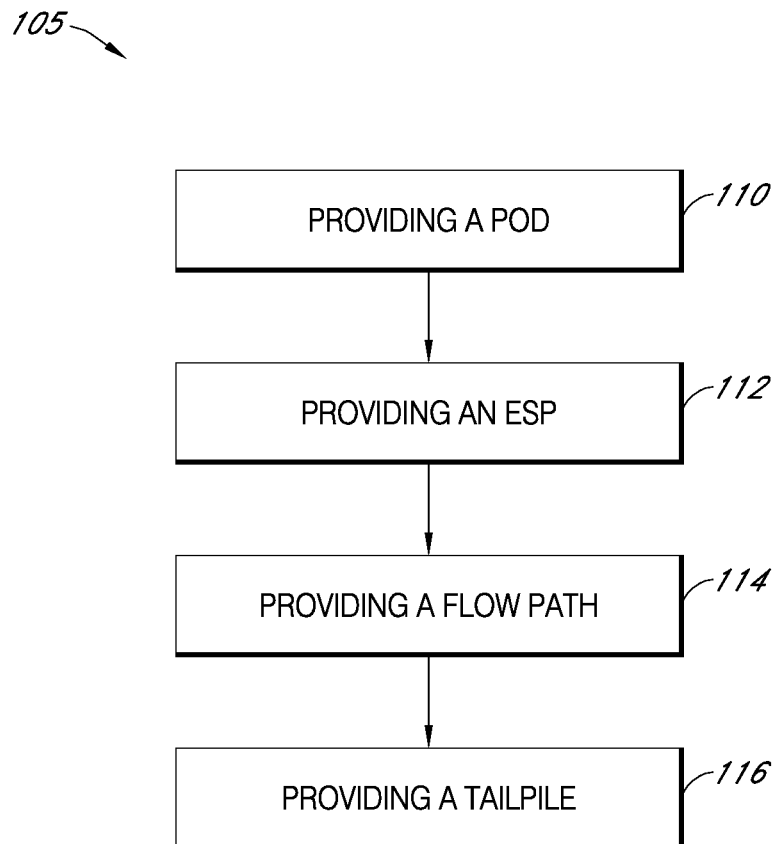 105
PROVIDING A POD
110
PROVIDING AN ESP
112
PROVIDING A FLOW PATH
114
PROVIDING A TAILPILE
116